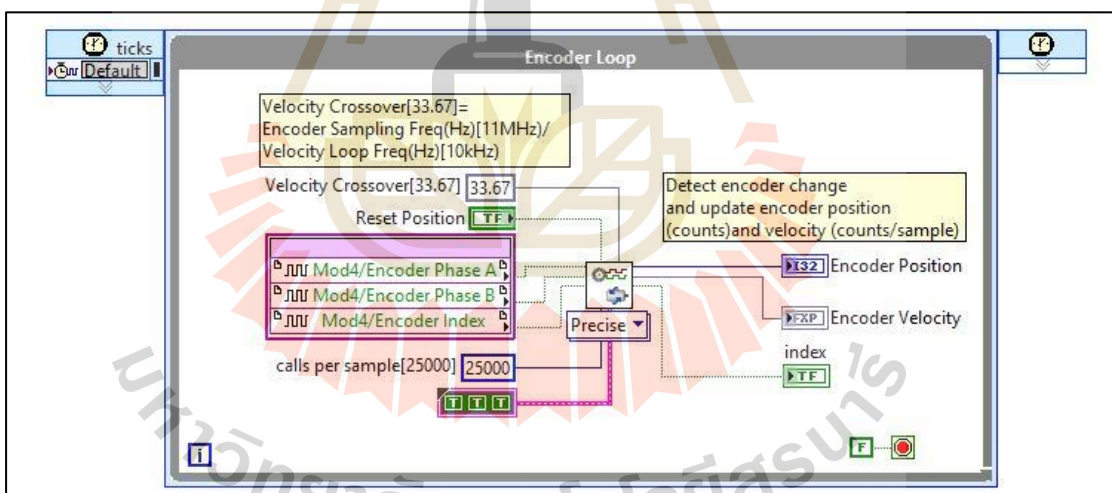 ticks
Default
Encoder Loop
Velocity Crossover[33.67]=
Encoder Sampling Freq(Hz)[11MHz)/
Velocity Loop Freq(Hz)[10kHz)
Velocity Crossover[33.67] 33.67
Reset Position TF
Detect encoder change
and update encoder position
(counts)and velocity (counts/sample)
Mod4/Encoder Phase A
Mod4/Encoder Phase B
Mod4/Encoder Index
I32 Encoder Position
Precise
FXP Encoder Velocity
calls per sample[25000] 25000
index
TF
T T T
i
F